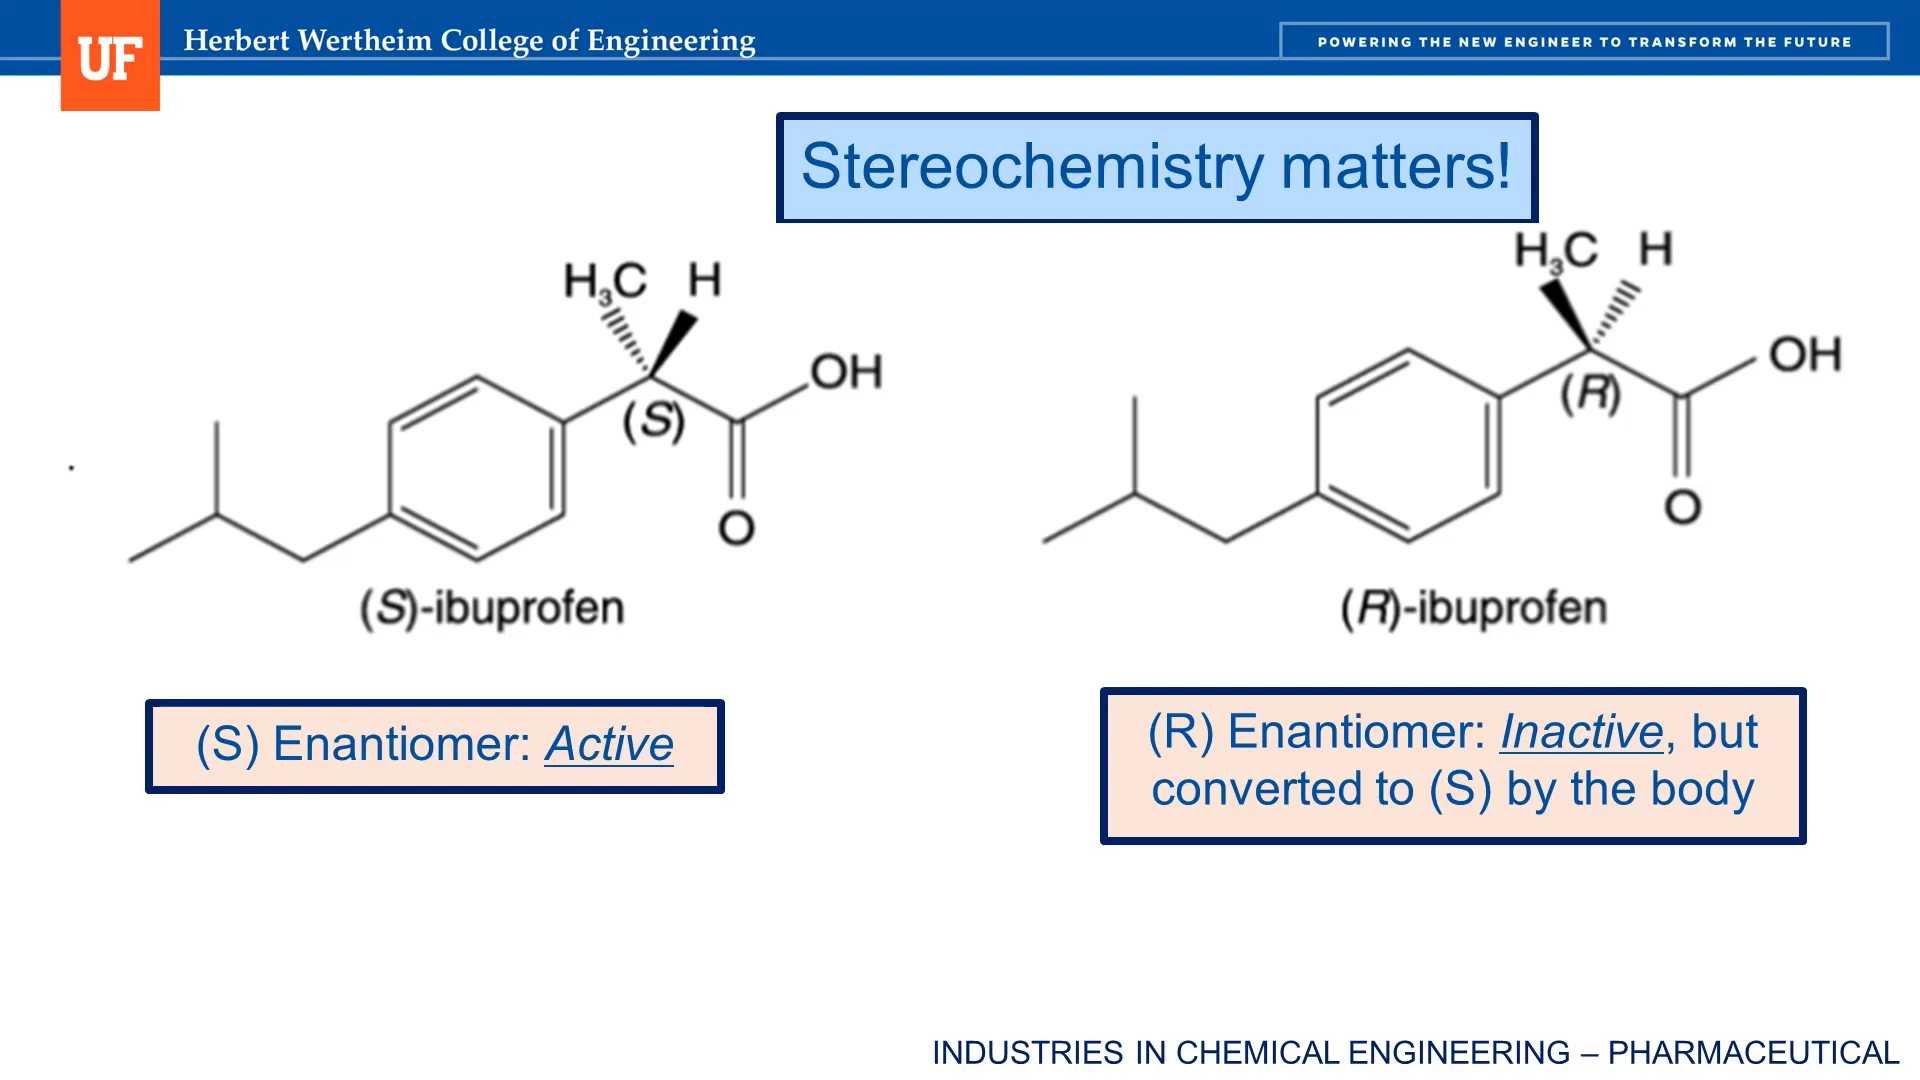 UF
Herbert Wertheim College of Engineering
POWERING THE NEW ENGINEER TO TRANSFORM THE FUTURE
Stereochemistry matters!
H₃C H
OH
(S)
O
(S)-ibuprofen
H₃C H
OH
(R)
O
(R)-ibuprofen
(S) Enantiomer: Active
(R) Enantiomer: Inactive, but
converted to (S) by the body
INDUSTRIES IN CHEMICAL ENGINEERING – PHARMACEUTICAL